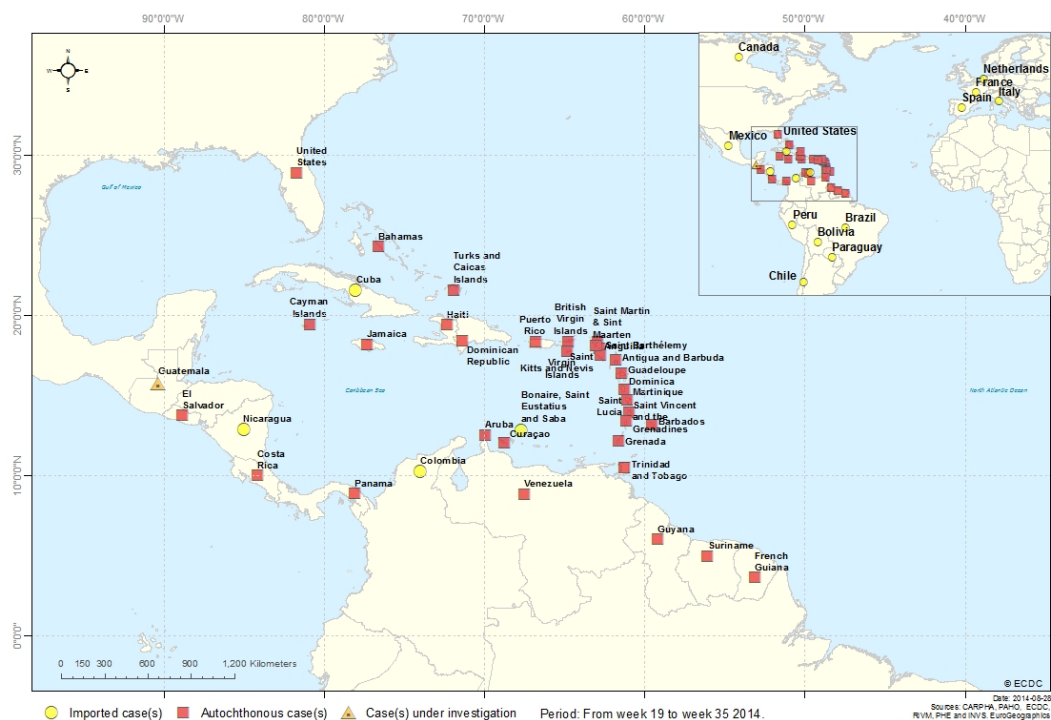 90°0'0"W 80°0'0"W 70°0'0"W 60°0'0"W 50°0'0"W 40°0'0"W
30°0'0"N
20°0'0"N
10°0'0"N
0°0'0"
N
W E
S
Canada
Netherlands
France
Italy
Spain
Mexico
United States
Peru
Brazil
Bolivia
Paraguay
Chile
Gulf of Mexico
United
States
Bahamas
Turks and
Caicas
Islands
Cuba
Cayman
Islands
Haiti
Jamaica
Dominican
Republic
Puerto
Rico
British
Virgin
Islands
Saint Martin
& Sint
Maarten
Saint Barthélemy
Anguilla
Virgin
Islands
Saint
Kitts and Nevis
Antigua and Barbuda
Guadeloupe
Dominica
Martinique
Saint
Lucia
Saint Vincent
and the
Grenadines
Barbados
Grenada
Trinidad
and Tobago
Guatemala
El
Salvador
Nicaragua
Costa
Rica
Panama
Caribbean Sea
North Atlantic Ocean
Bonaire, Saint
Eustatius
and Saba
Aruba
Curaçao
Colombia
Venezuela
Guyana
Suriname
French
Guiana
0 150 300 600 900 1,200 Kilometers
© ECDC
Date: 2014-08-28
Sources: CARPHA, PAHO, ECDC,
RIVM, PHE and INVS, EuroGeographics
Imported case(s) Autochthonous case(s) Case(s) under investigation Period: From week 19 to week 35 2014.